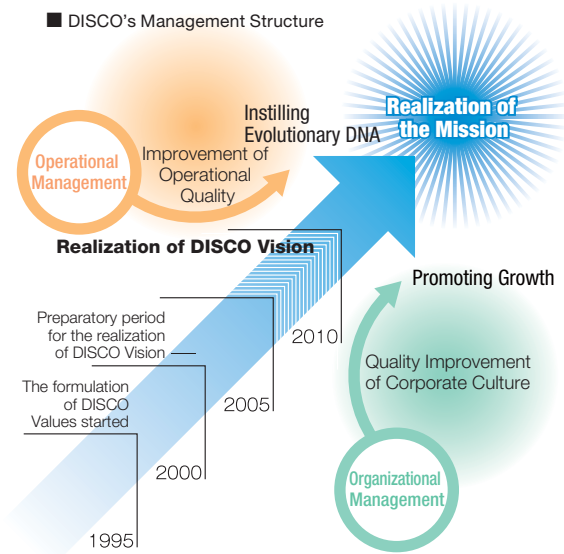 ■ DISCO's Management Structure
Realization of
the Mission
Instilling
Evolutionary DNA
Operational
Management
Improvement of
Operational
Quality
Realization of DISCO Vision
Promoting Growth
2010
Preparatory period
for the realization
of DISCO Vision
Quality Improvement
of Corporate Culture
The formulation
of DISCO
Values started
2005
2000
Organizational
Management
1995